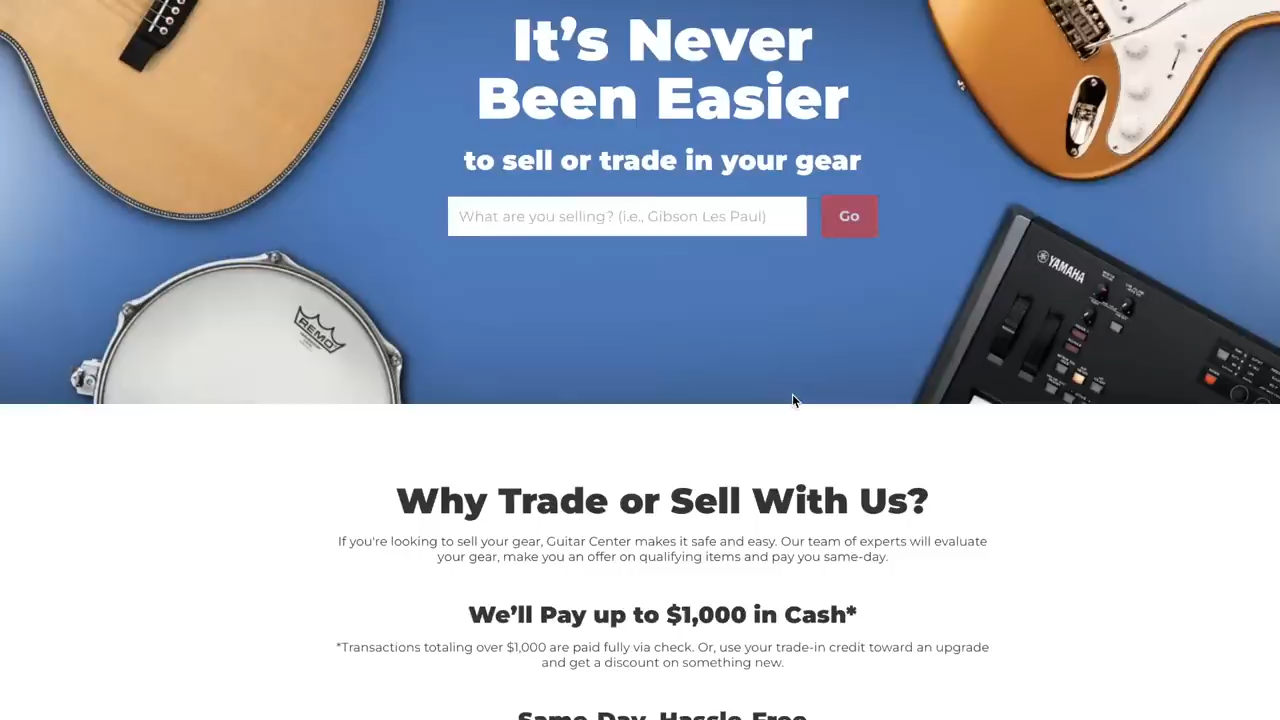 It's Never
Been Easier
to sell or trade in your gear
What are you selling? (i.e., Gibson Les Paul)
Go
REMO
YAMAHA
Why Trade or Sell With Us?
If you're looking to sell your gear, Guitar Center makes it safe and easy. Our team of experts will evaluate
your gear, make you an offer on qualifying items and pay you same-day.
We'll Pay up to $1,000 in Cash*
*Transactions totaling over $1,000 are paid fully via check. Or, use your trade-in credit toward an upgrade
and get a discount on something new.
Same-Day, Hassle-Free